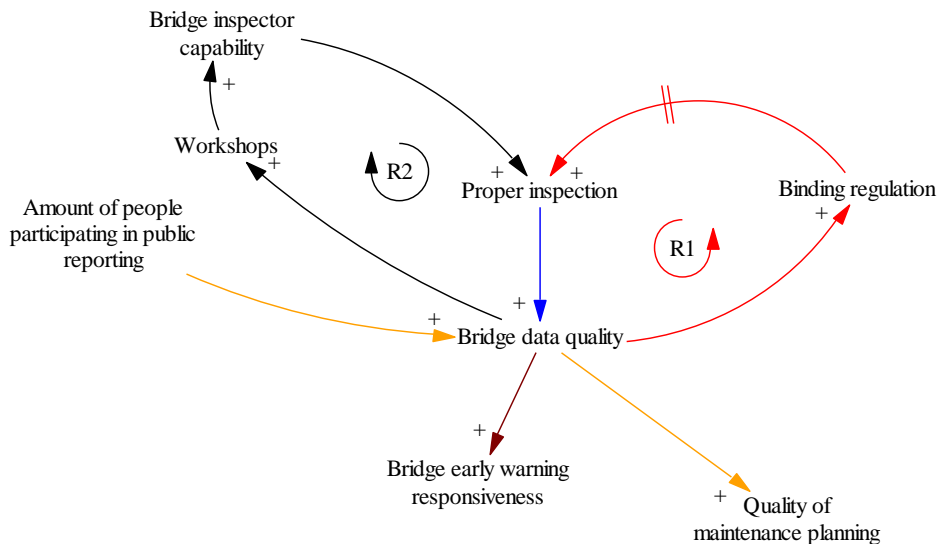 Bridge inspector
capability
+
Workshops
+
R2
+
+
Proper inspection
Binding regulation
+
Amount of people
participating in public
reporting
R1
+
+
Bridge data quality
+
Bridge early warning
responsiveness
+
Quality of
maintenance planning